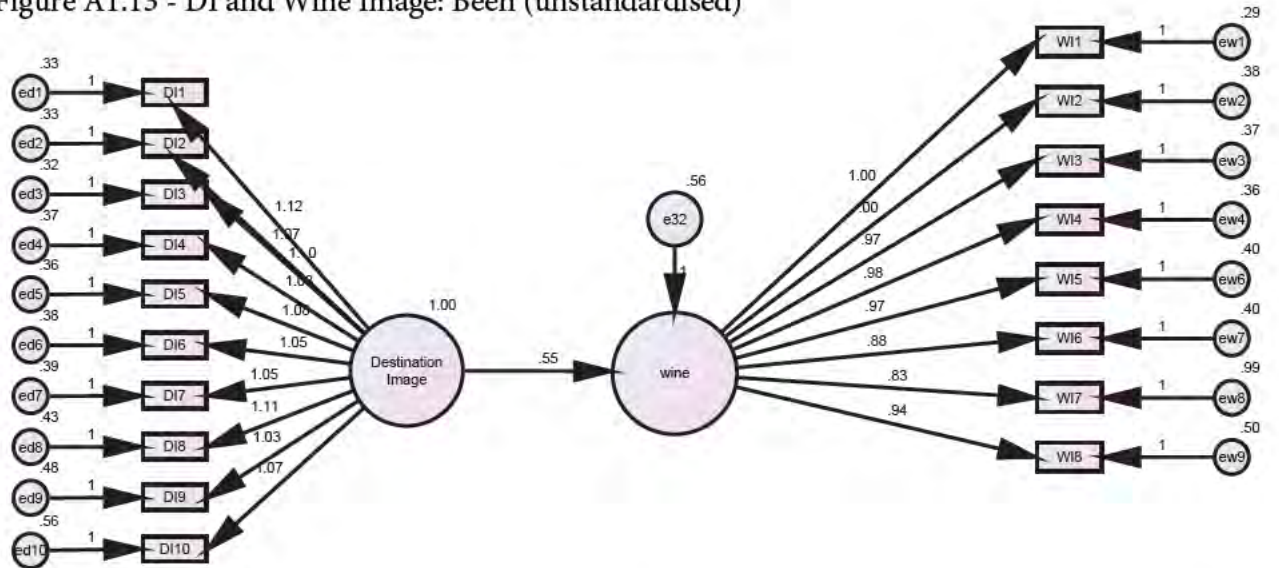 Figure A1.13 - DI and Wine Image: Been (unstandardised)
.33
ed1 1 DI1
.33
ed2 1 DI2
.32
ed3 1 DI3
.37
ed4 1 DI4
.36
ed5 1 DI5
.38
ed6 1 DI6
.39
ed7 1 DI7
.43
ed8 1 DI8
.48
ed9 1 DI9
.56
ed10 1 DI10
1.12
1.07
1.05
1.05
1.11
1.03
1.07
1.00
Destination
Image
.55
.56
e32
1
wine
1.00
.00
.97
.98
.97
.88
.83
.94
.29
WI1 1 ew1
.38
WI2 1 ew2
.37
WI3 1 ew3
.36
WI4 1 ew4
.40
WI5 1 ew6
.40
WI6 1 ew7
.99
WI7 1 ew8
.50
WI8 1 ew9